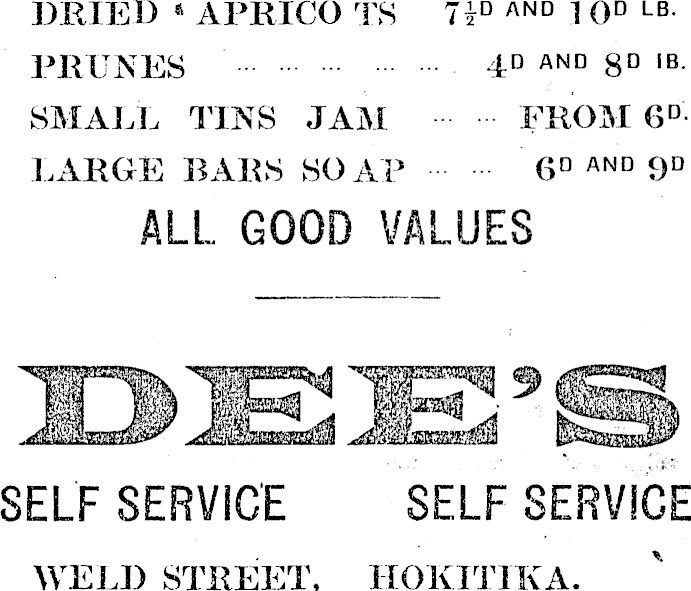 DRIED APRICOTS 7½D AND 10D LB.
PRUNES ... ... ... ... ... 4D AND 8D LB.
SMALL TINS JAM ... ... FROM 6D.
LARGE BARS SOAP ... ... 6D AND 9D
ALL GOOD VALUES
DEE'S
SELF SERVICE SELF SERVICE
WELD STREET, HOKITIKA.